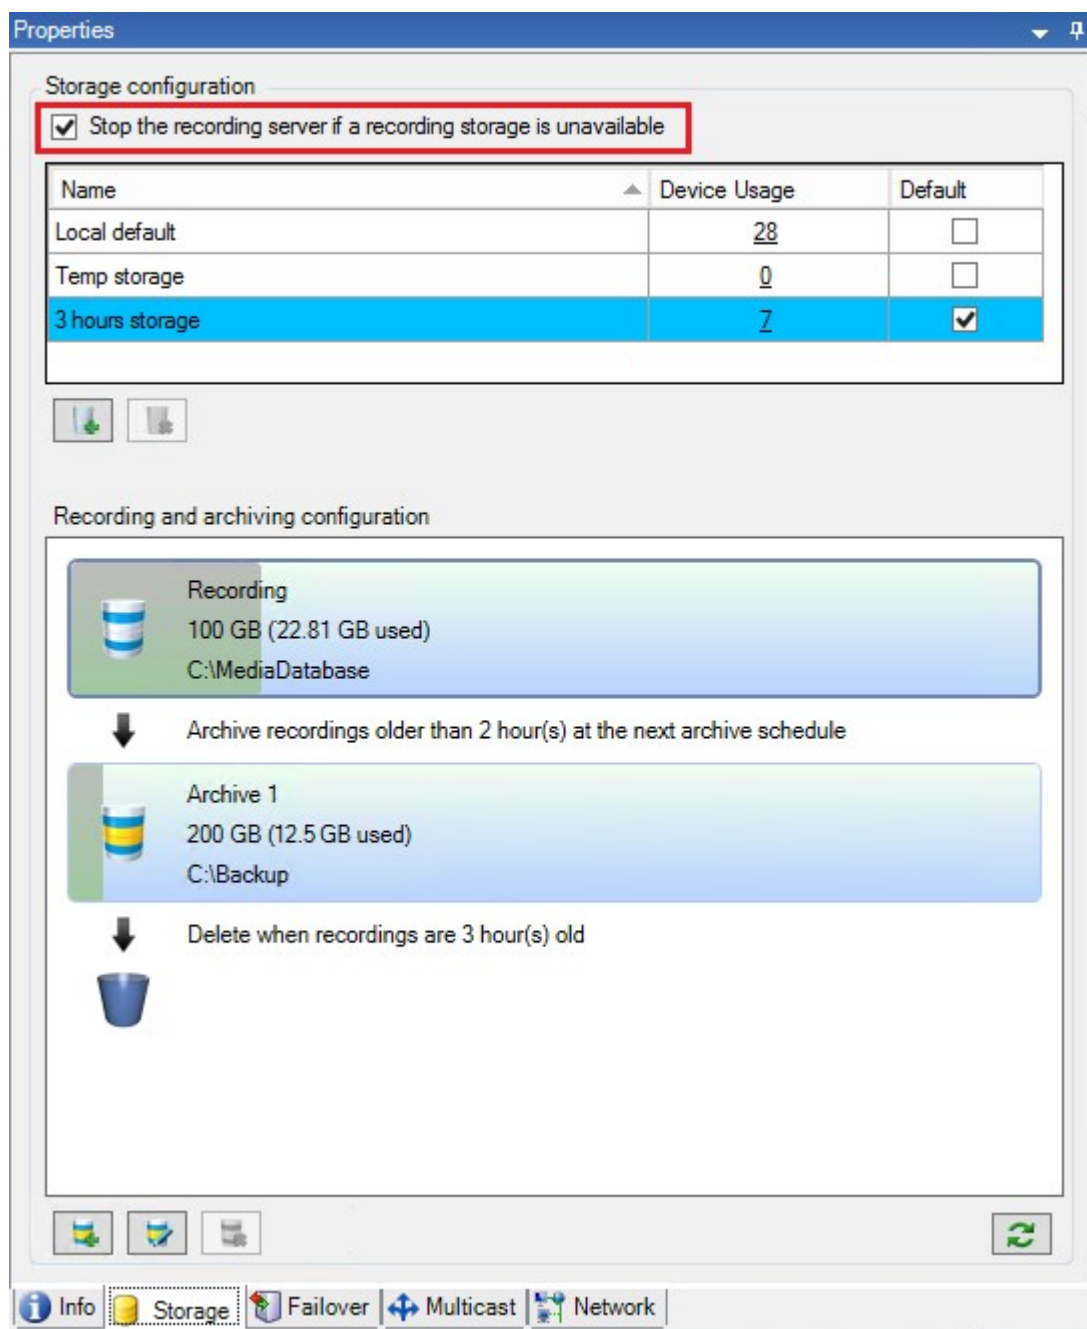 Properties
Storage configuration
Stop the recording server if a recording storage is unavailable
Name Device Usage Default
Local default 28
Temp storage 0
3 hours storage 7
Recording and archiving configuration
Recording
100 GB (22.81 GB used)
C:\MediaDatabase
Archive recordings older than 2 hour(s) at the next archive schedule
Archive 1
200 GB (12.5 GB used)
C:\Backup
Delete when recordings are 3 hour(s) old
Info Storage Failover Multicast Network